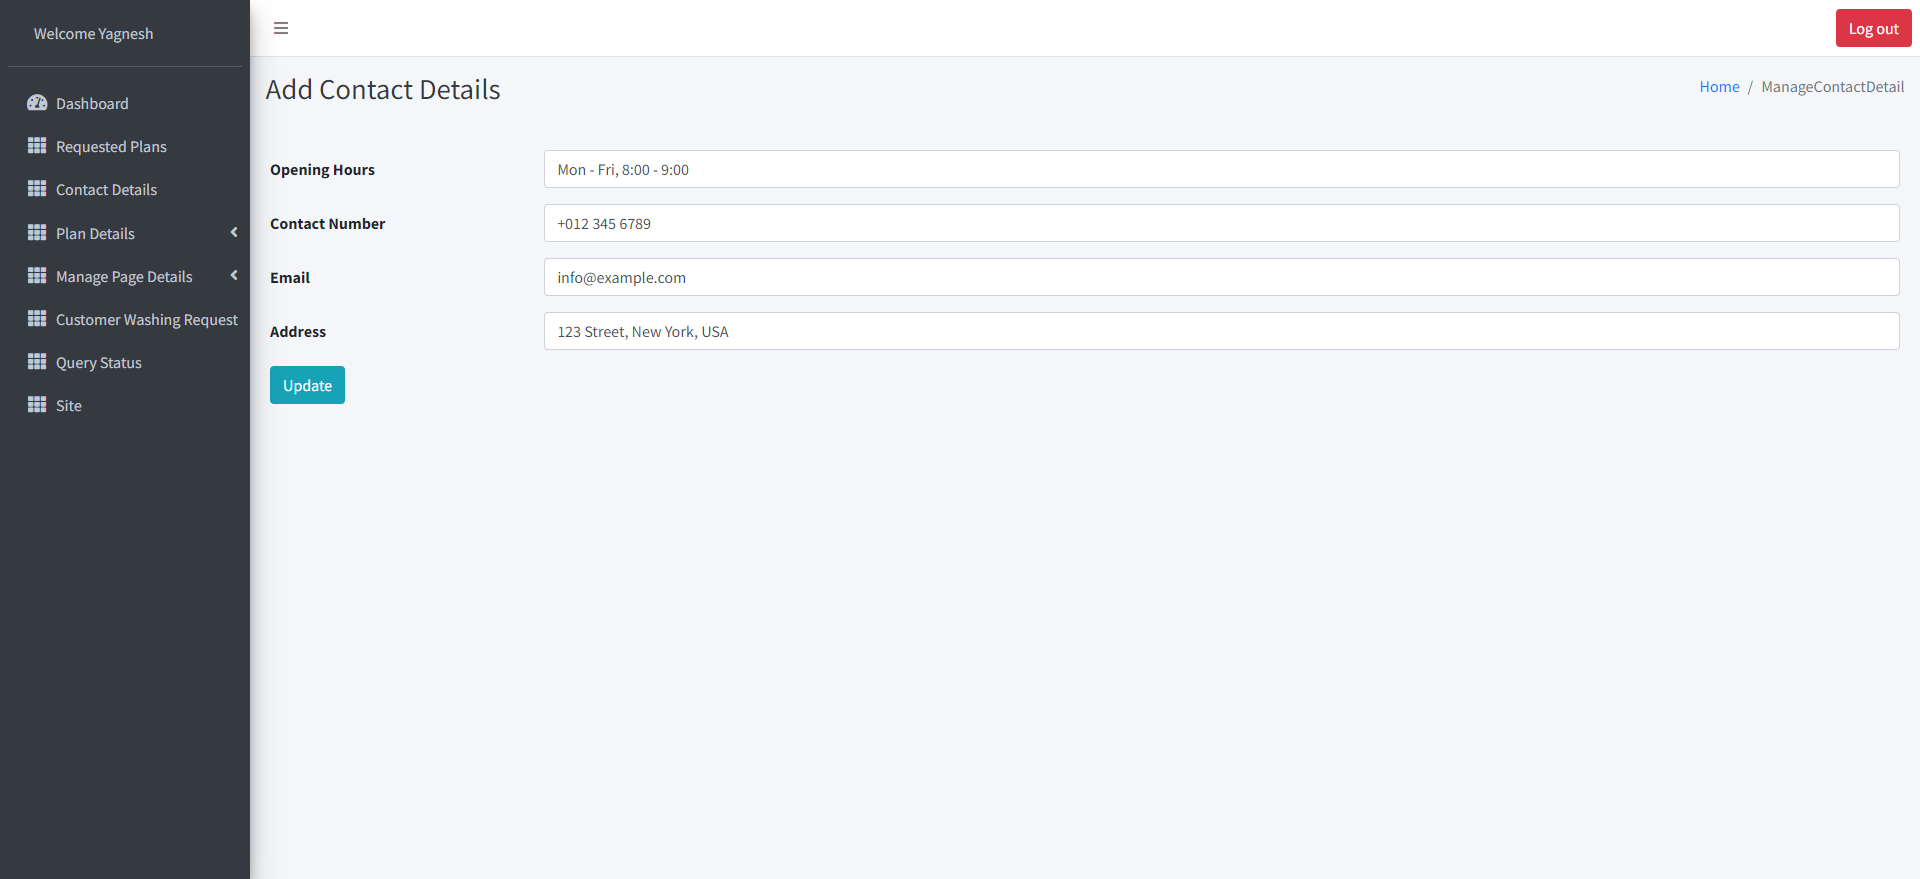 Welcome Yagnesh
Dashboard
Requested Plans
Contact Details
Plan Details
Manage Page Details
Customer Washing Request
Query Status
Site
Log out
Add Contact Details
Home / ManageContactDetail
Opening Hours Mon - Fri, 8:00 - 9:00
Contact Number +012 345 6789
Email info@example.com
Address 123 Street, New York, USA
Update